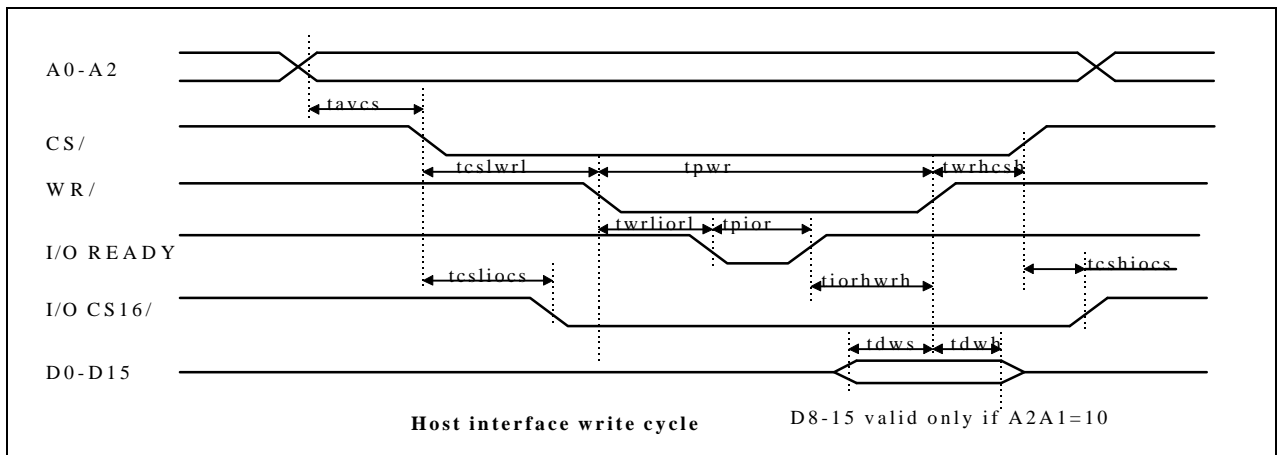 A0-A2
tavcs
CS/
tcslwrl tpwr twrhcsh
WR/
twrliorl tpior
I/O READY
tcsliocs tiorhwrh tcshiocs
I/O CS16/
tdws tdwh
D0-D15
Host interface write cycle D8-15 valid only if A2A1=10